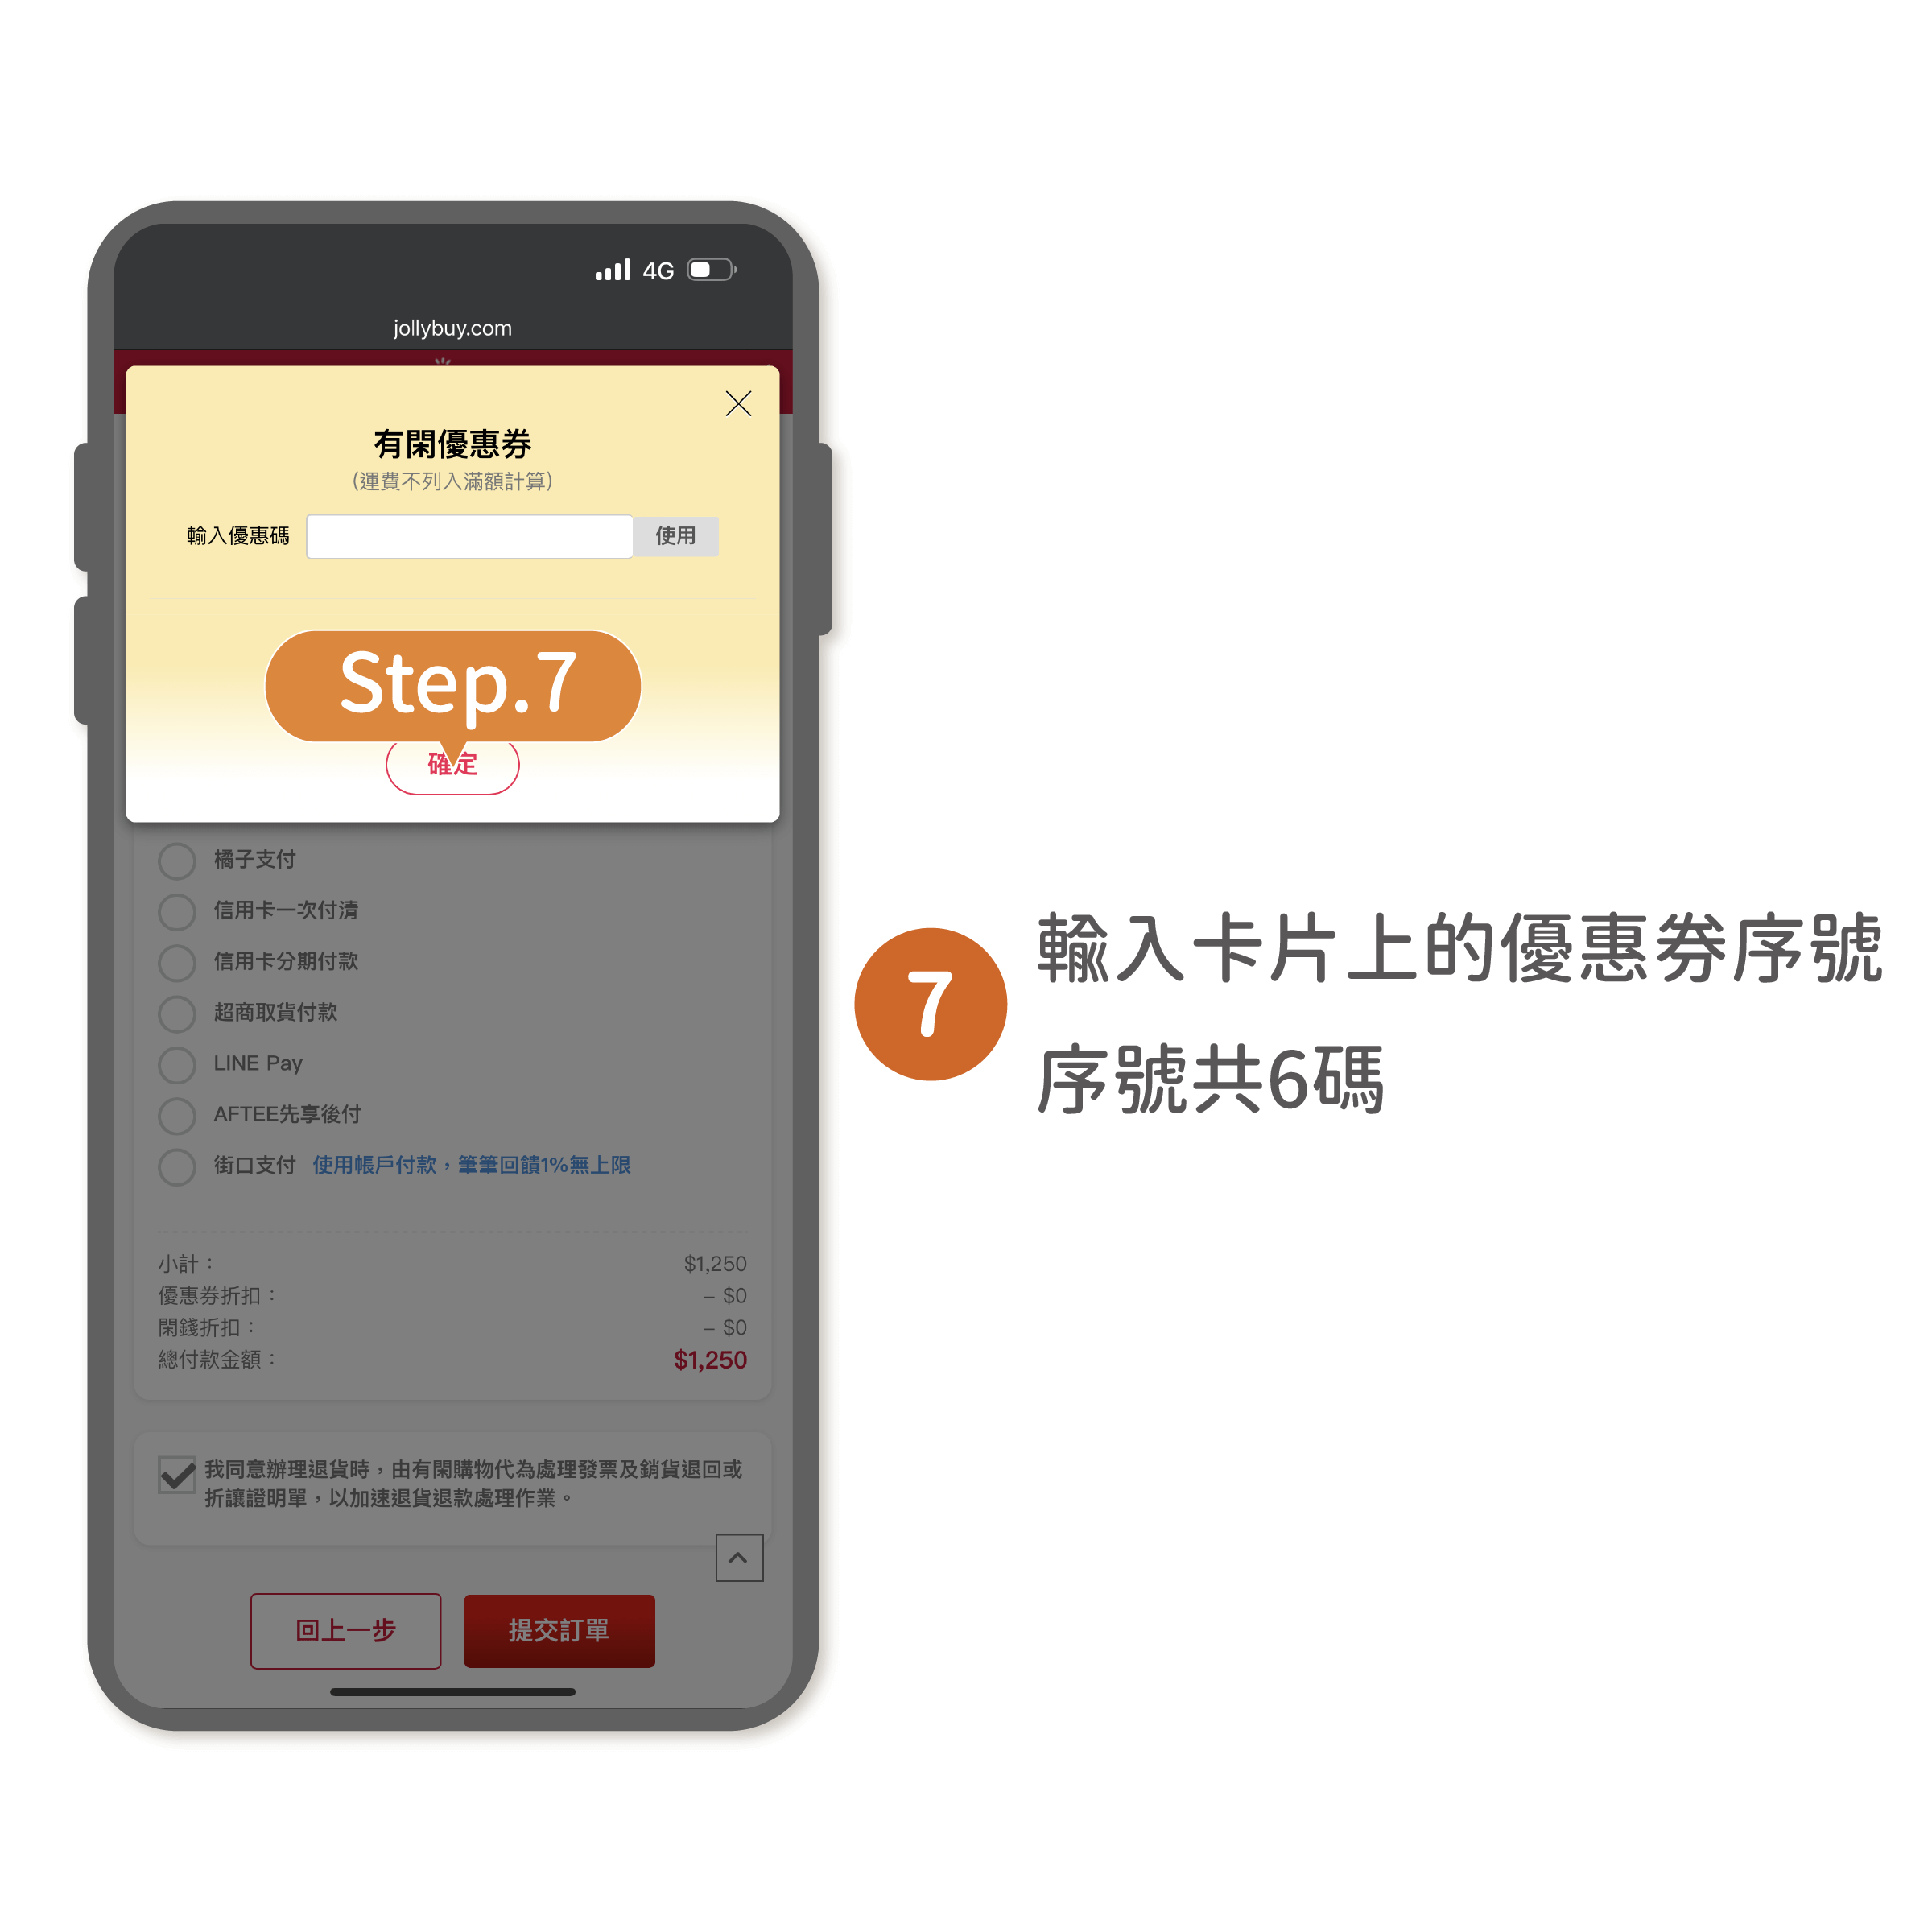 4G
jollybuy.com
有閑優惠券
(運費不列入滿額計算)
輸入優惠碼 使用
Step.7
確定
橘子支付
信用卡一次付清
信用卡分期付款
超商取貨付款
LINE Pay
AFTEE先享後付
街口支付 使用帳戶付款，筆筆回饋1%無上限
小計： $1,250
優惠券折扣： – $0
閑錢折扣： – $0
總付款金額： $1,250
我同意辦理退貨時，由有閑購物代為處理發票及銷貨退回或
折讓證明單，以加速退貨退款處理作業。
回上一步 提交訂單
7
輸入卡片上的優惠券序號
序號共6碼